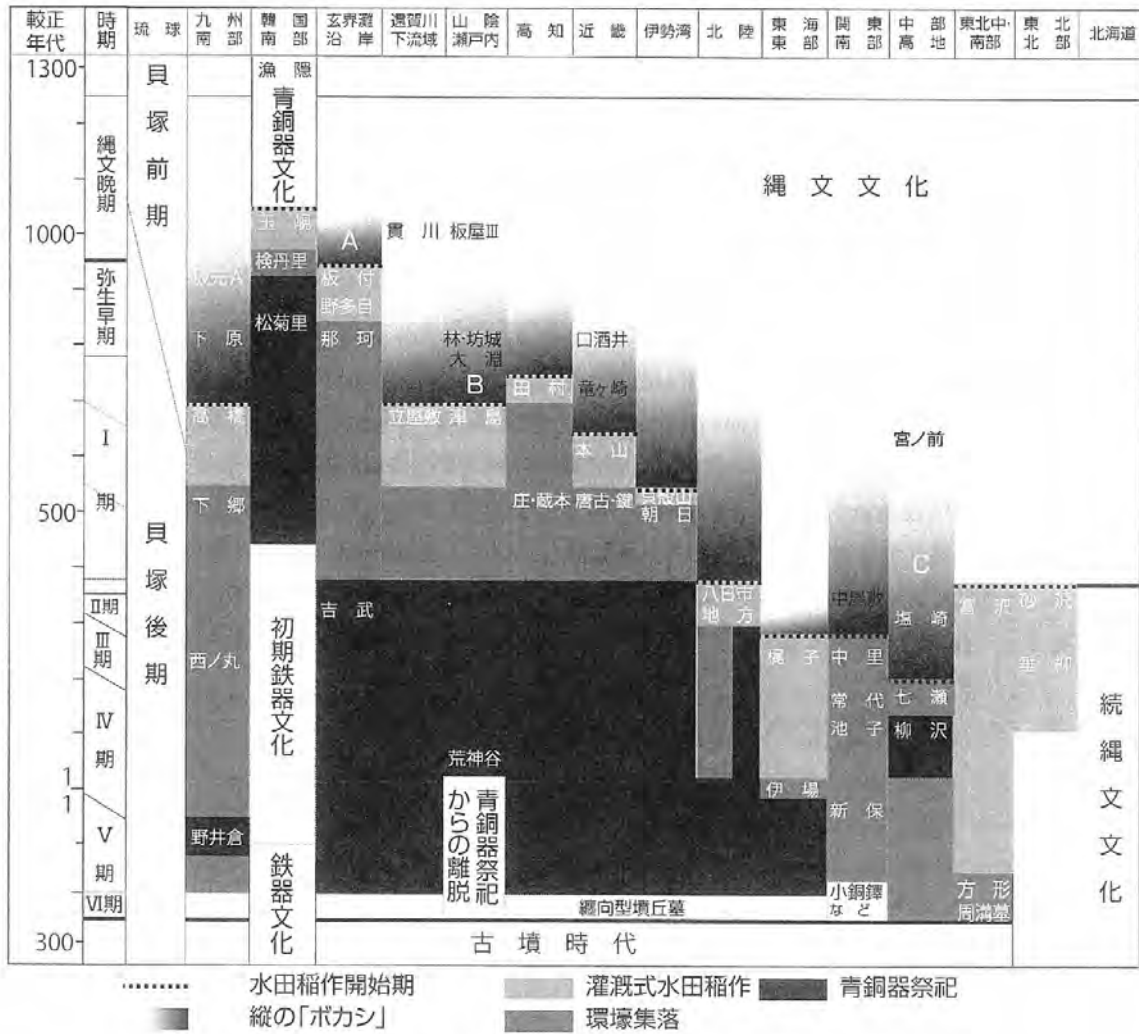 較正年代
時期
琉球
九州南部
韓国南部
玄界灘沿岸
遠賀川下流域
山陰瀬戸内
高知
近畿
伊勢湾
北陸
東海東部
関東南部
中部高地
東北中・南部
東北北部
北海道
1300
1000
500
1
1
300
縄文晩期
弥生早期
Ⅰ期
Ⅱ期
Ⅲ期
Ⅳ期
Ⅴ期
Ⅵ期
貝塚前期
貝塚後期
下原
高橋
下郷
西ノ丸
野井倉
漁隠
青銅器文化
玉峴
検丹里
松菊里
初期鉄器文化
鉄器文化
A
板付
野多目
那珂
吉武
貫川
板屋Ⅲ
立屋敷
林・坊城
大淵
B
津島
荒神谷
青銅器祭祀からの離脱
田村
庄・蔵本
口酒井
竜ヶ崎
本山
唐古・鍵
貝殻山
朝日
八日市地方
梶子
伊場
中屋敷
中里
常代
池子
新保
小銅鐸など
宮ノ前
C
塩崎
七瀬
柳沢
富沢
方形周溝墓
砂沢
垂柳
縄文文化
続縄文文化
纏向型墳丘墓
古墳時代
水田稲作開始期
灌漑式水田稲作
青銅器祭祀
縦の「ボカシ」
環壕集落